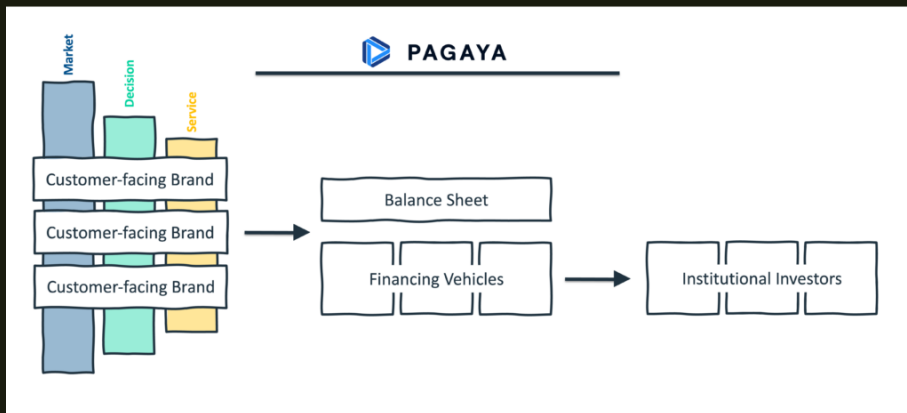 PAGAYA
Market
Decision
Service
Customer-facing Brand
Customer-facing Brand
Customer-facing Brand
Balance Sheet
Financing Vehicles
Institutional Investors